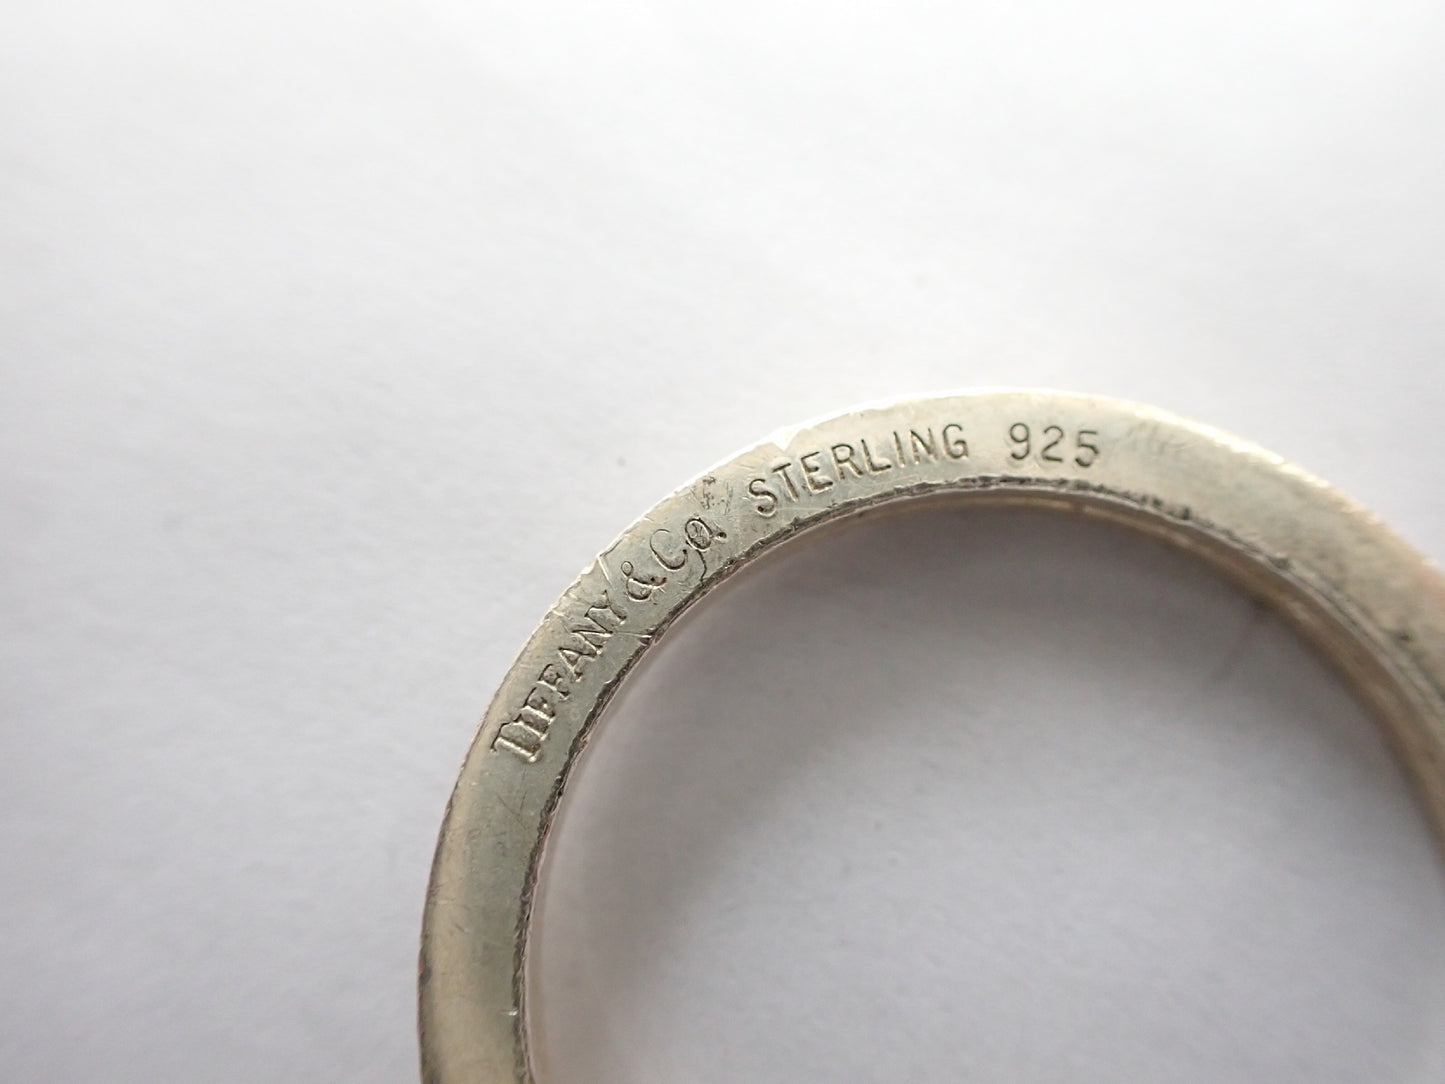 TIFFANY & Co. STERLING 925